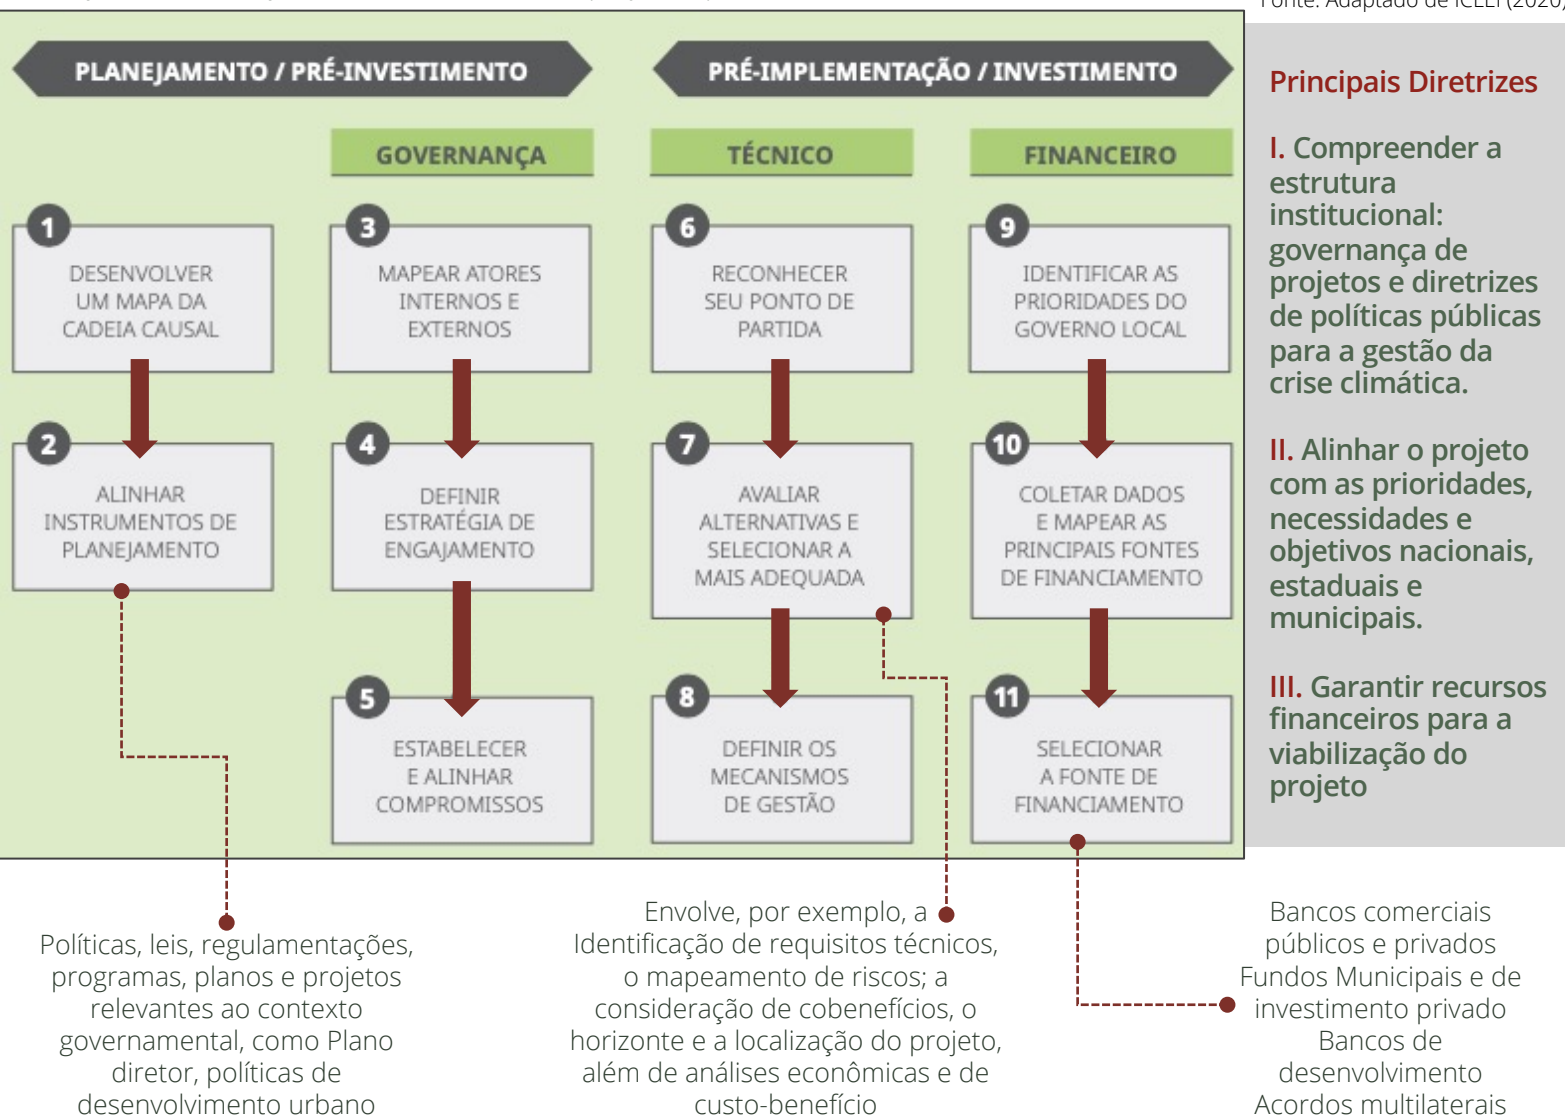 Fonte: Adaptado de ICLEI (2020)
PLANEJAMENTO / PRÉ-INVESTIMENTO
PRÉ-IMPLEMENTAÇÃO / INVESTIMENTO
GOVERNANÇA
TÉCNICO
FINANCEIRO
1
DESENVOLVER
UM MAPA DA
CADEIA CAUSAL
2
ALINHAR
INSTRUMENTOS DE
PLANEJAMENTO
3
MAPEAR ATORES
INTERNOS E
EXTERNOS
4
DEFINIR
ESTRATÉGIA DE
ENGAJAMENTO
5
ESTABELECER
E ALINHAR
COMPROMISSOS
6
RECONHECER
SEU PONTO DE
PARTIDA
7
AVALIAR
ALTERNATIVAS E
SELECIONAR A
MAIS ADEQUADA
8
DEFINIR OS
MECANISMOS
DE GESTÃO
9
IDENTIFICAR AS
PRIORIDADES DO
GOVERNO LOCAL
10
COLETAR DADOS
E MAPEAR AS
PRINCIPAIS FONTES
DE FINANCIAMENTO
11
SELECIONAR
A FONTE DE
FINANCIAMENTO
Principais Diretrizes
I. Compreender a
estrutura
institucional:
governança de
projetos e diretrizes
de políticas públicas
para a gestão da
crise climática.
II. Alinhar o projeto
com as prioridades,
necessidades e
objetivos nacionais,
estaduais e
municipais.
III. Garantir recursos
financeiros para a
viabilização do
projeto
Políticas, leis, regulamentações,
programas, planos e projetos
relevantes ao contexto
governamental, como Plano
diretor, políticas de
desenvolvimento urbano
Envolve, por exemplo, a
Identificação de requisitos técnicos,
o mapeamento de riscos; a
consideração de cobenefícios, o
horizonte e a localização do projeto,
além de análises econômicas e de
custo-benefício
Bancos comerciais
públicos e privados
Fundos Municipais e de
investimento privado
Bancos de
desenvolvimento
Acordos multilaterais